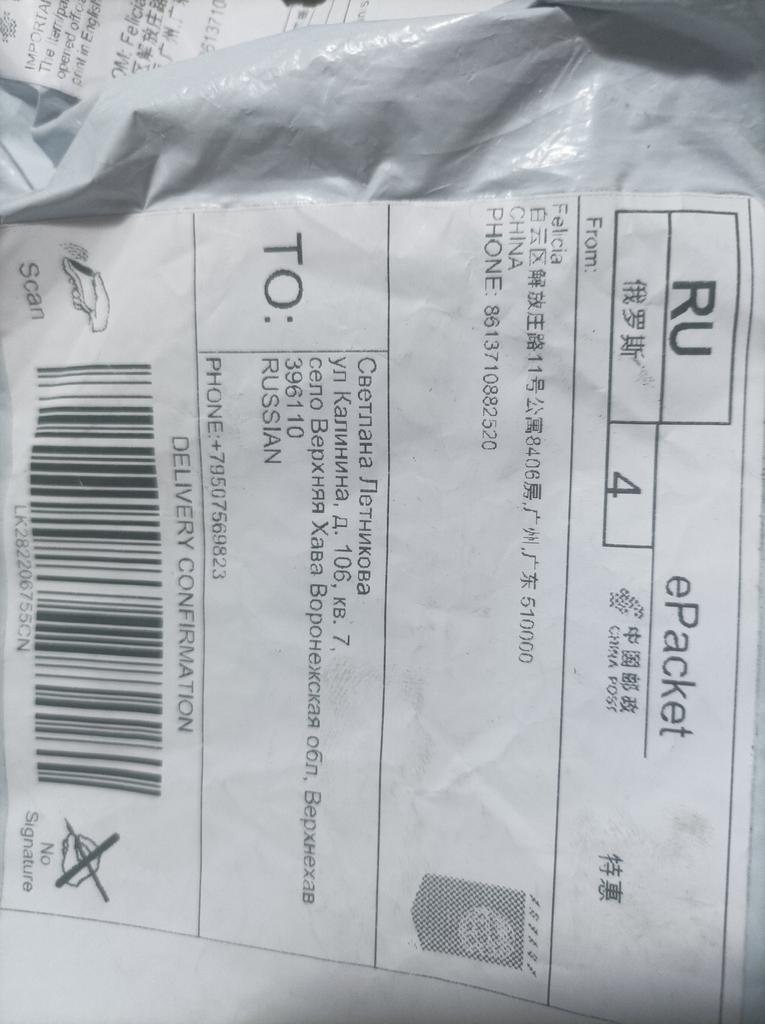 RU
俄罗斯
4
ePacket
中国邮政
CHINA POST
特惠
From:
Felicia
白云区解放庄路11号公寓8406房,广州,广东 510000
CHINA
PHONE: 8613710882520
TO:
Светлана Летникова
ул Калинина, д. 106, кв. 7,
село Верхняя Хава Воронежская обл, Верхнехав
396110
RUSSIAN
PHONE:+79507569823
DELIVERY CONFIRMATION
Scan
LK282206755CN
No
Signature